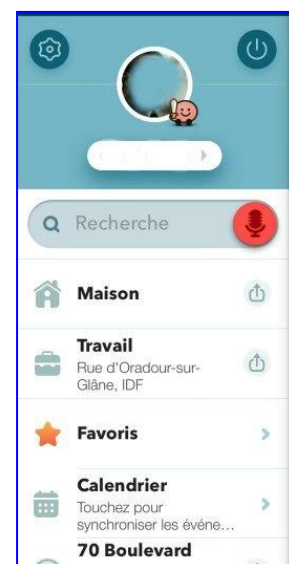 Recherche
Maison
Travail
Rue d'Oradour-sur-
Glâne, IDF
Favoris
Calendrier
Touchez pour
synchroniser les événe...
70 Boulevard